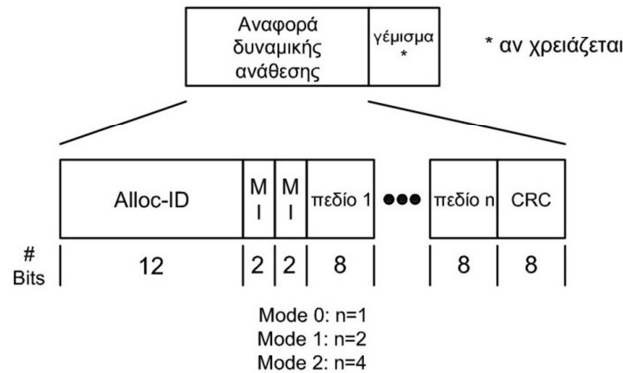 Αναφορά
δυναμικής
ανάθεσης
γέμισμα
*
* αν χρειάζεται
Alloc-ID
M
I
M
I
πεδίο 1
●●●
πεδίο n
CRC
#
Bits
12
2
2
8
8
8
Mode 0: n=1
Mode 1: n=2
Mode 2: n=4